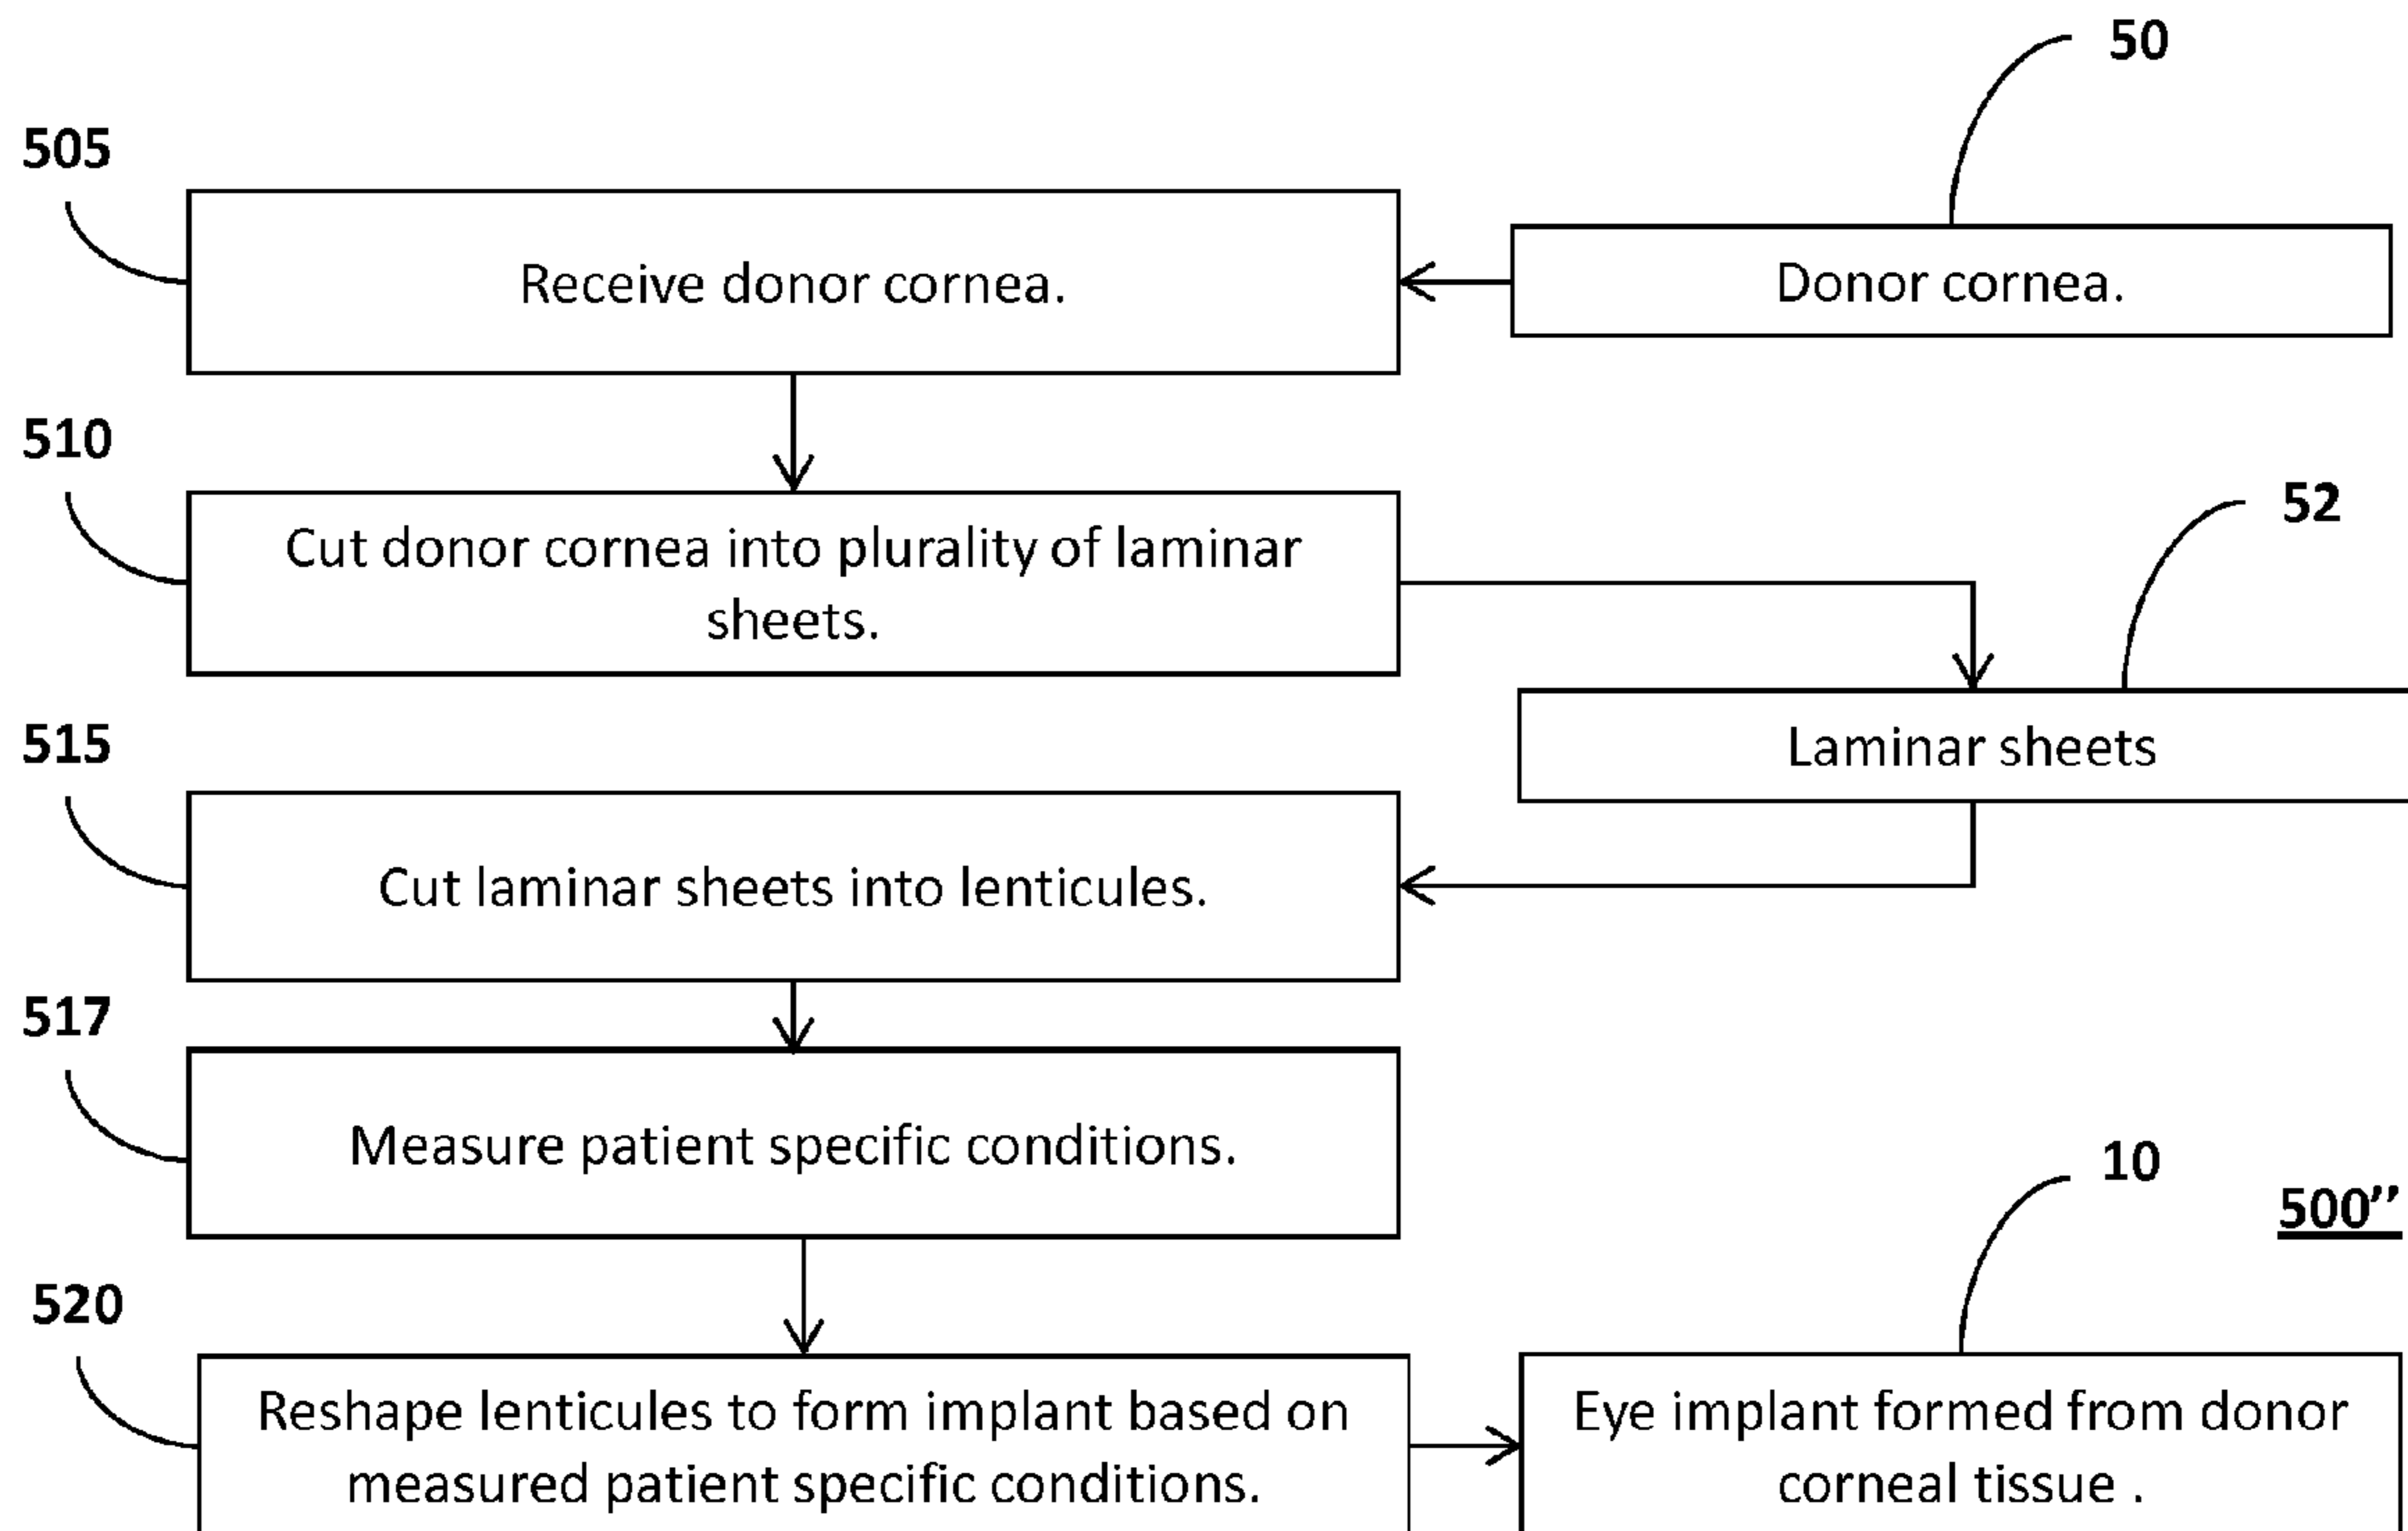 50
505
Receive donor cornea.
Donor cornea.
510
Cut donor cornea into plurality of laminar
sheets.
52
Laminar sheets
515
Cut laminar sheets into lenticules.
517
Measure patient specific conditions.
10
500’’
520
Reshape lenticules to form implant based on
measured patient specific conditions.
Eye implant formed from donor
corneal tissue .